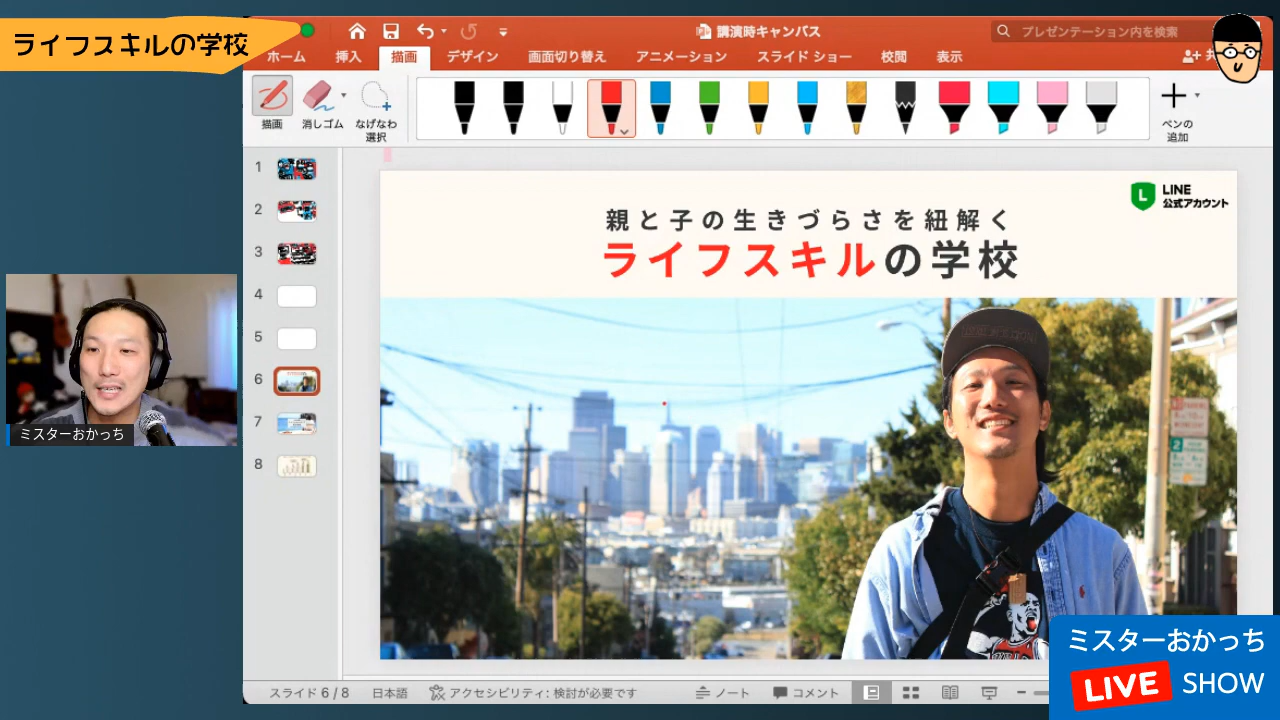 ライフスキルの学校
講演時キャンバス
プレゼンテーション内を検索
ホーム
挿入
描画
デザイン
画面切り替え
アニメーション
スライド ショー
校閲
表示
描画
消しゴム
なげなわ
選択
ペンの
追加
1
2
3
4
5
6
7
8
LINE
公式アカウント
親と子の生きづらさを紐解く
ライフスキルの学校
ミスターおかっち
スライド 6 / 8
日本語
アクセシビリティ: 検討が必要です
ノート
コメント
ミスターおかっち
LIVE SHOW